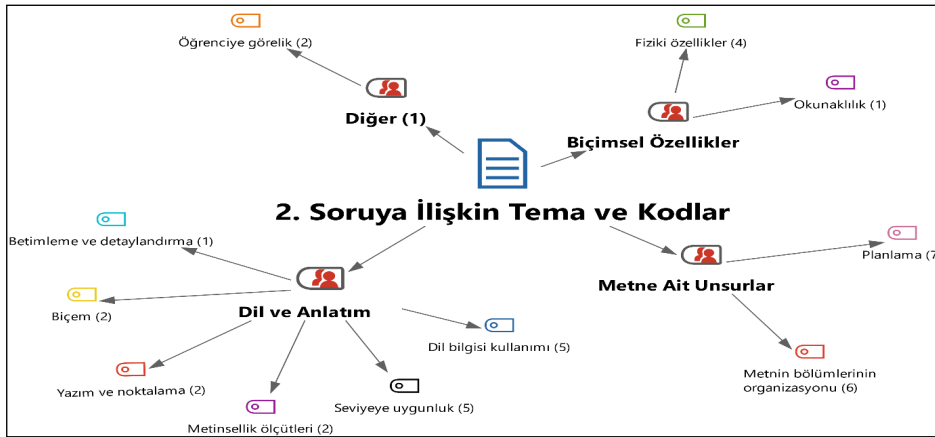 Öğrenciye görelik (2)
Fiziki özellikler (4)
Okunaklılık (1)
Diğer (1)
Biçimsel Özellikler
2. Soruya İlişkin Tema ve Kodlar
Betimleme ve detaylandırma (1)
Planlama (7)
Metne Ait Unsurlar
Biçem (2)
Dil ve Anlatım
Dil bilgisi kullanımı (5)
Metnin bölümlerinin
organizasyonu (6)
Yazım ve noktalama (2)
Seviyeye uygunluk (5)
Metinsellik ölçütleri (2)